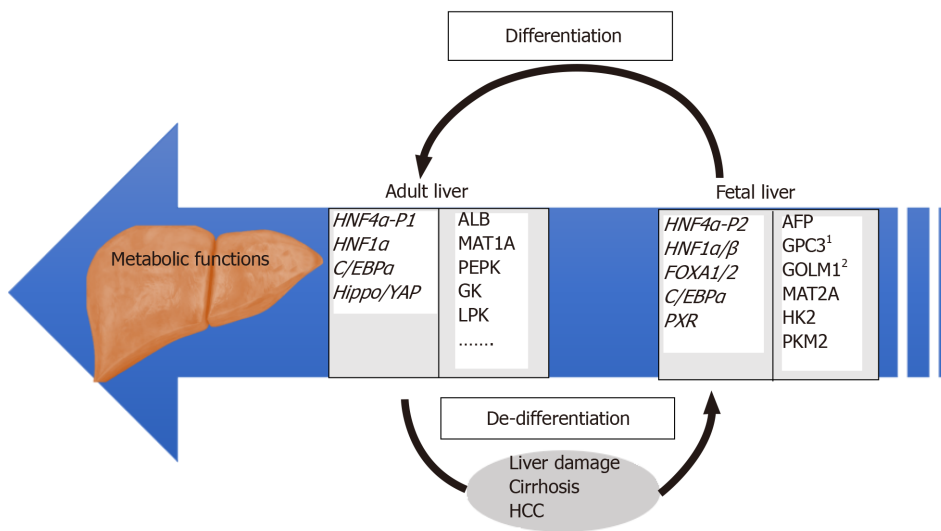 Differentiation
Adult liver
Fetal liver
Metabolic functions
HNF4a-P1
HNF1a
C/EBPa
Hippo/YAP
ALB
MAT1A
PEPK
GK
LPK
.......
HNF4a-P2
HNF1a/β
FOXA1/2
C/EBPa
PXR
AFP
GPC3¹
GOLM1²
MAT2A
HK2
PKM2
De-differentiation
Liver damage
Cirrhosis
HCC